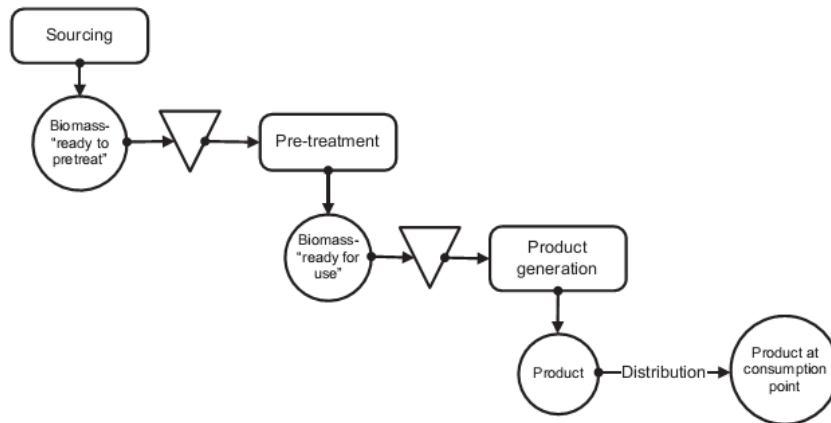 Sourcing
Biomass-
“ready to
pretreat”
Pre-treatment
Biomass-
“ready for
use”
Product
generation
Product
Distribution
Product at
consumption
point